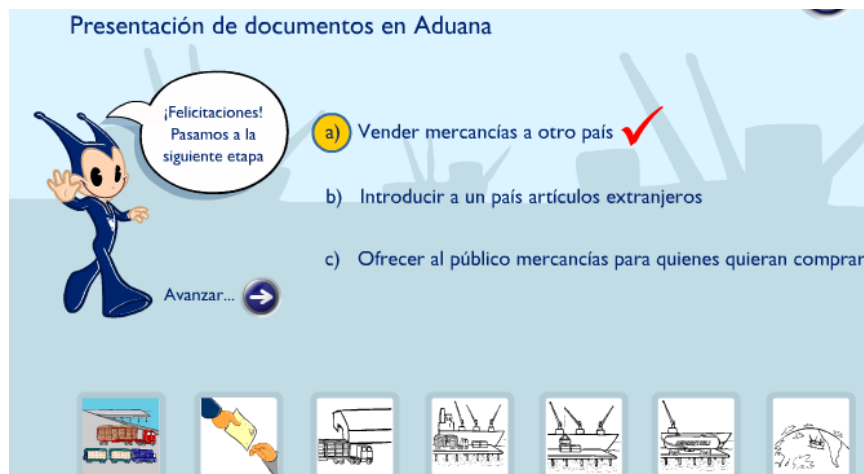 Presentación de documentos en Aduana
¡Felicitaciones!
Pasamos a la
siguiente etapa
a) Vender mercancías a otro país
b) Introducir a un país artículos extranjeros
c) Ofrecer al público mercancías para quienes quieran comprar
Avanzar...